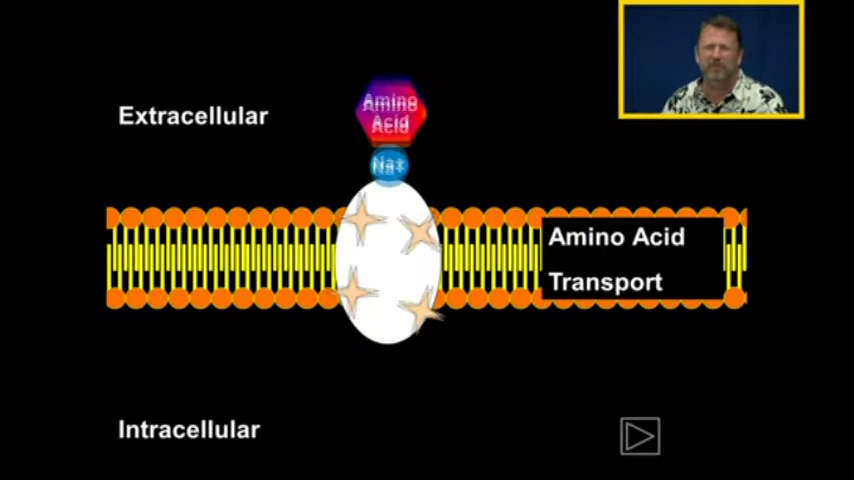 Extracellular
Amino
Acid
Na+
Amino Acid
Transport
Intracellular